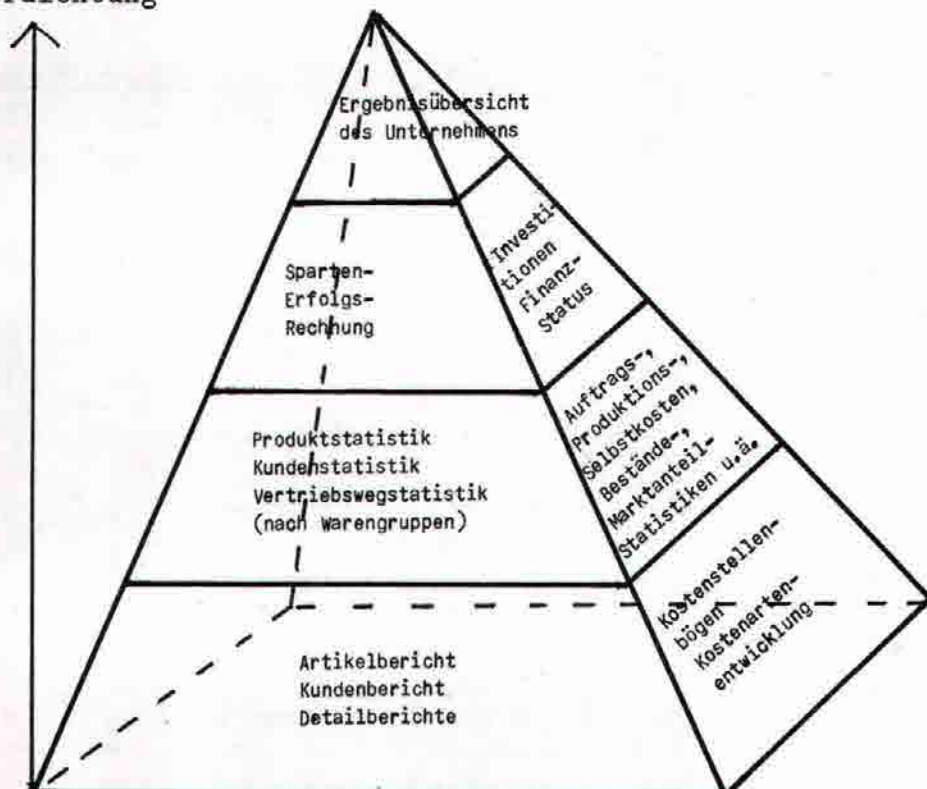 Ergebnisübersicht
des Unternehmens
Sparten-
Erfolgs-
Rechnung
Investi-
tionen
Finanz-
Status
Produktstatistik
Kundenstatistik
Vertriebswegstatistik
(nach Warengruppen)
Auftrags-,
Produktions-,
Selbstkosten,
Bestände-,
Marktanteil-
Statistiken u.ä.
Artikelbericht
Kundenbericht
Detailberichte
Kostenstellen-
bögen
Kostenarten-
entwicklung